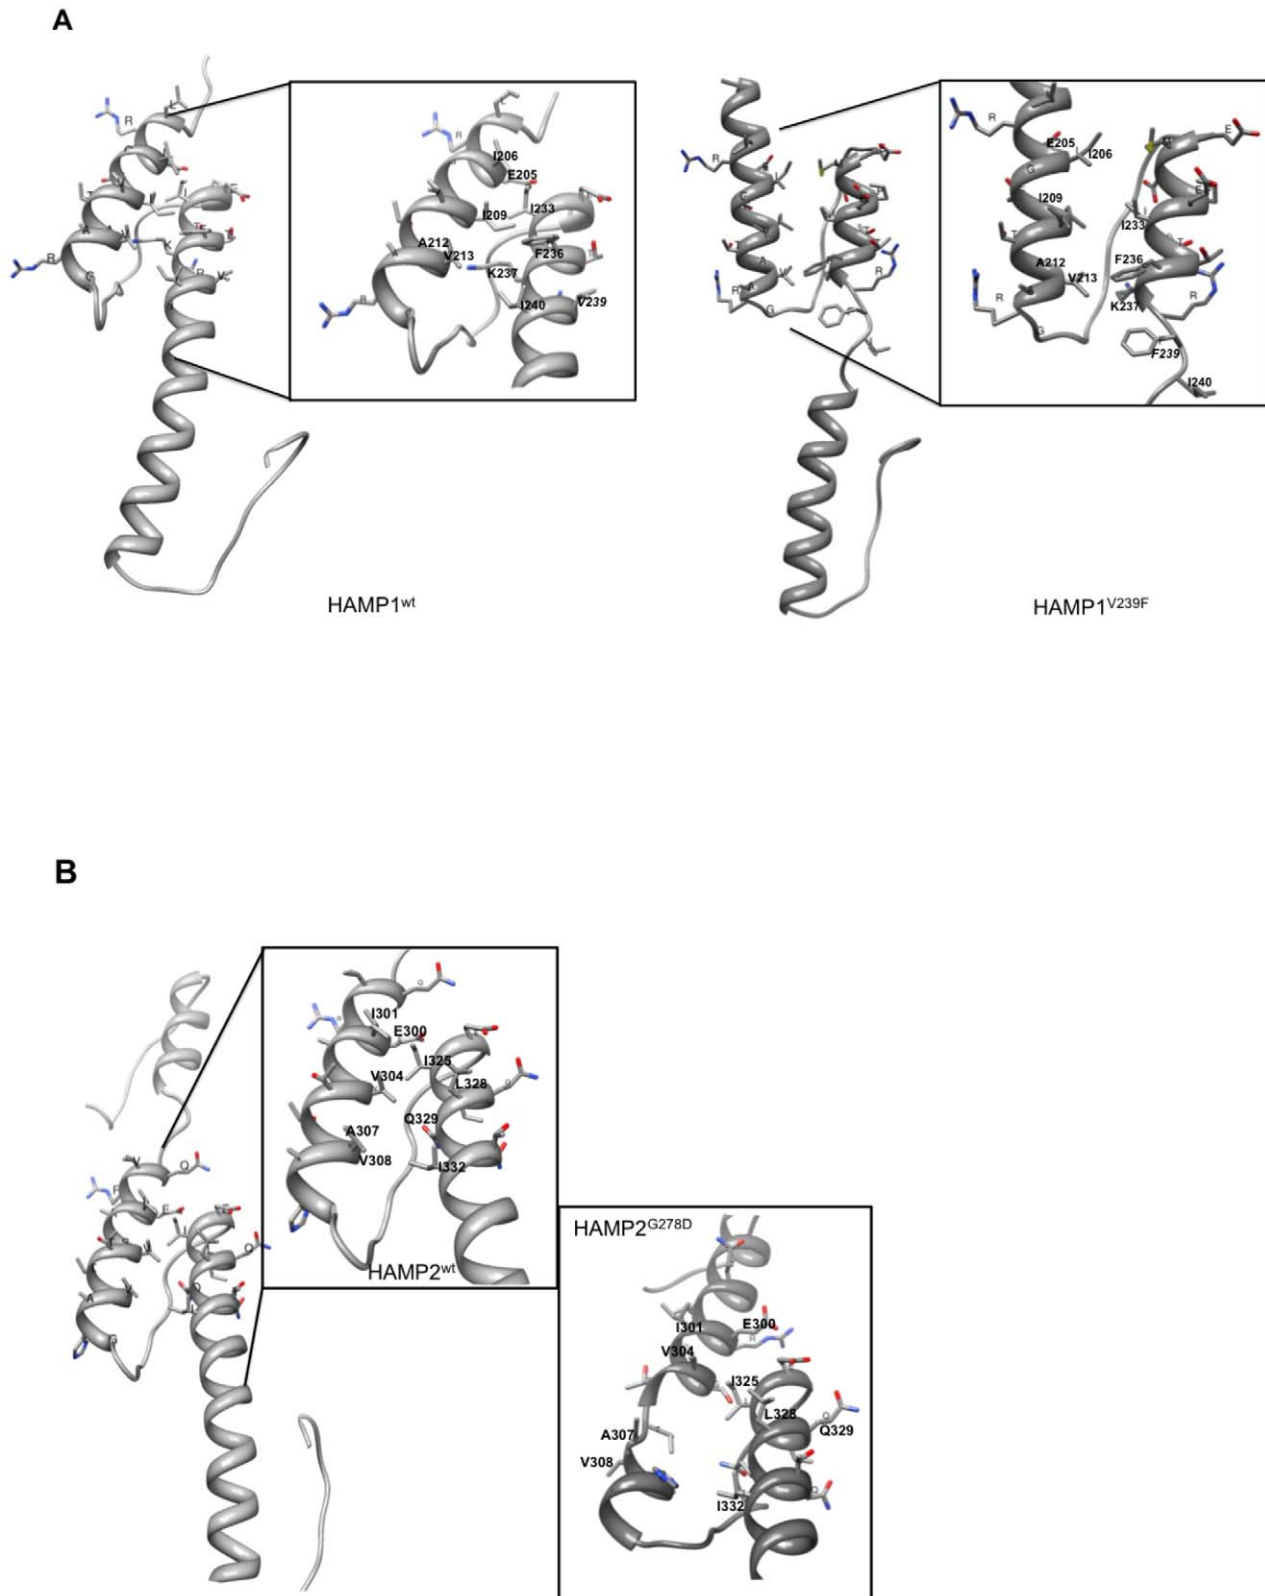 A
R
L
I206
E205
I209
I233
A212
V213
F236
K237
I240
V239
R
A
R
G
K
R
HAMP1wt
R
E205
I206
G
I209
I233
T
A212
V213
F236
K237
R
G
F239
I240
E
E
T
R
R
T
A
R
G
R
HAMP1V239F
B
I301
E300
I325
V304
L328
Q329
A307
V308
I332
HAMP2wt
Q
R
E
Q
A
G
HAMP2G278D
I301
E300
R
V304
I325
L328
Q329
A307
V308
I332